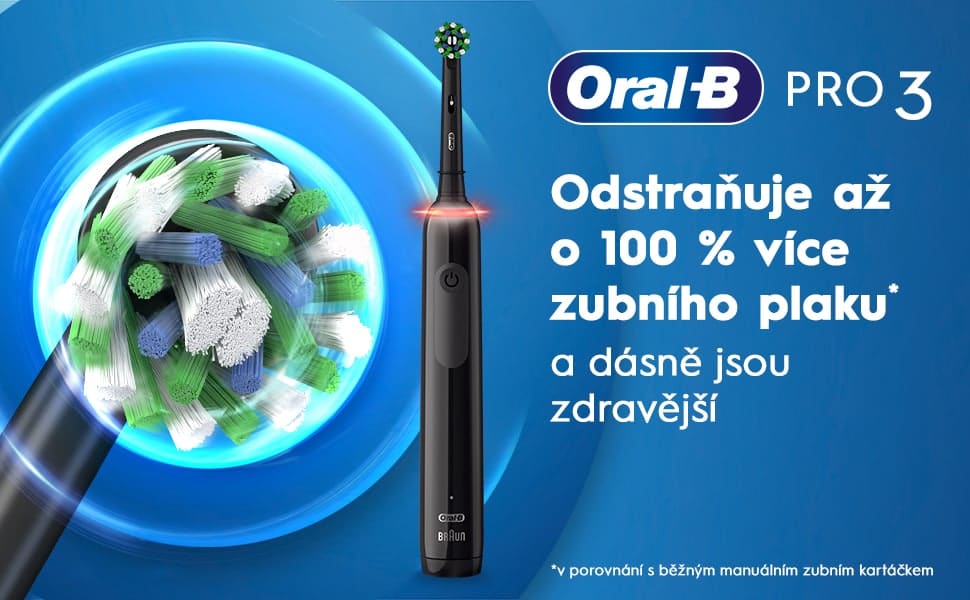 Oral-B PRO 3
Odstraňuje až
o 100 % více
zubního plaku*
a dásně jsou
zdravější
Oral-B
Oral-B
BRAUN
*v porovnání s běžným manuálním zubním kartáčkem